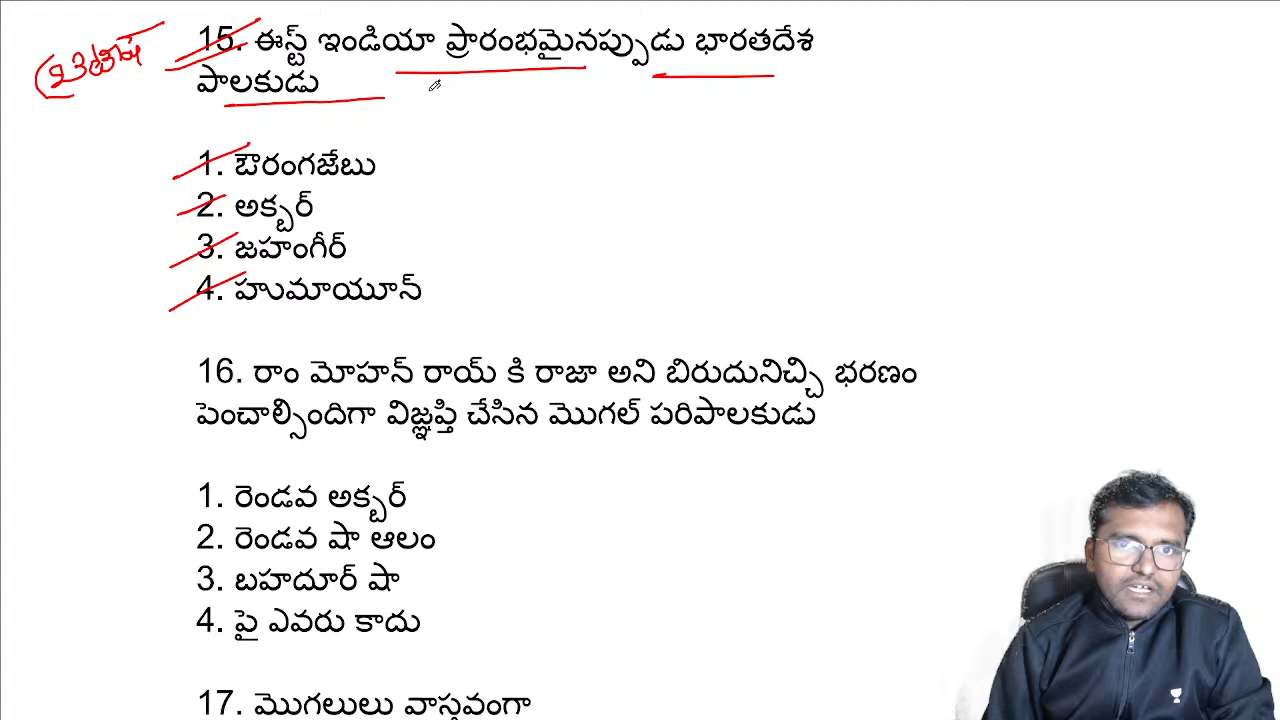 15. ఈస్ట్ ఇండియా ప్రారంభమైనప్పుడు భారతదేశ
పాలకుడు
1. ఔరంగజేబు
2. అక్బర్
3. జహంగీర్
4. హుమాయూన్
16. రాం మోహన్ రాయ్ కి రాజా అని బిరుదునిచ్చి భరణం
పెంచాల్సిందిగా విజ్ఞప్తి చేసిన మొగల్ పరిపాలకుడు
1. రెండవ అక్బర్
2. రెండవ షా ఆలం
3. బహదూర్ షా
4. పై ఎవరు కాదు
17. మొగలులు వాస్తవంగా